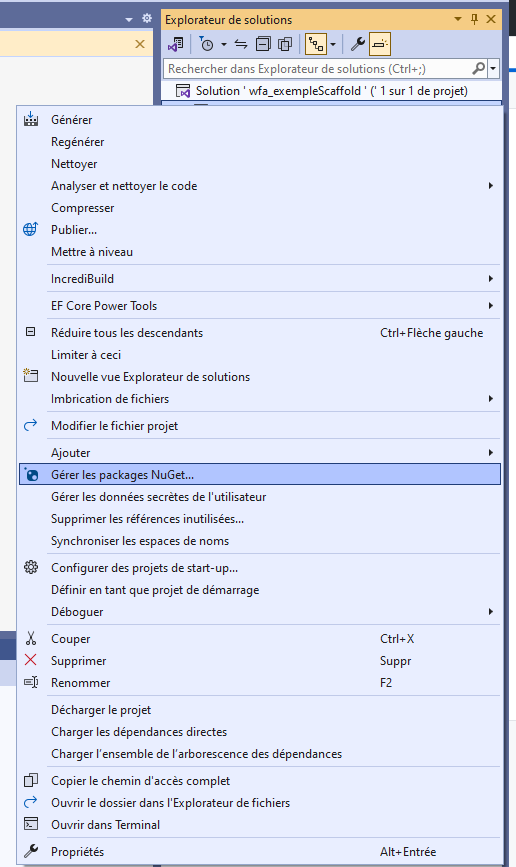 Explorateur de solutions
Rechercher dans Explorateur de solutions (Ctrl+;)
Solution ' wfa_exempleScaffold ' (' 1 sur 1 de projet)
Générer
Regénérer
Nettoyer
Analyser et nettoyer le code
Compresser
Publier...
Mettre à niveau
IncrediBuild
EF Core Power Tools
Réduire tous les descendants Ctrl+Flèche gauche
Limiter à ceci
Nouvelle vue Explorateur de solutions
Imbrication de fichiers
Modifier le fichier projet
Ajouter
Gérer les packages NuGet...
Gérer les données secrètes de l'utilisateur
Supprimer les références inutilisées...
Synchroniser les espaces de noms
Configurer des projets de start-up...
Définir en tant que projet de démarrage
Déboguer
Couper Ctrl+X
Supprimer Suppr
Renommer F2
Décharger le projet
Charger les dépendances directes
Charger l'ensemble de l'arborescence des dépendances
Copier le chemin d'accès complet
Ouvrir le dossier dans l'Explorateur de fichiers
Ouvrir dans Terminal
Propriétés Alt+Entrée